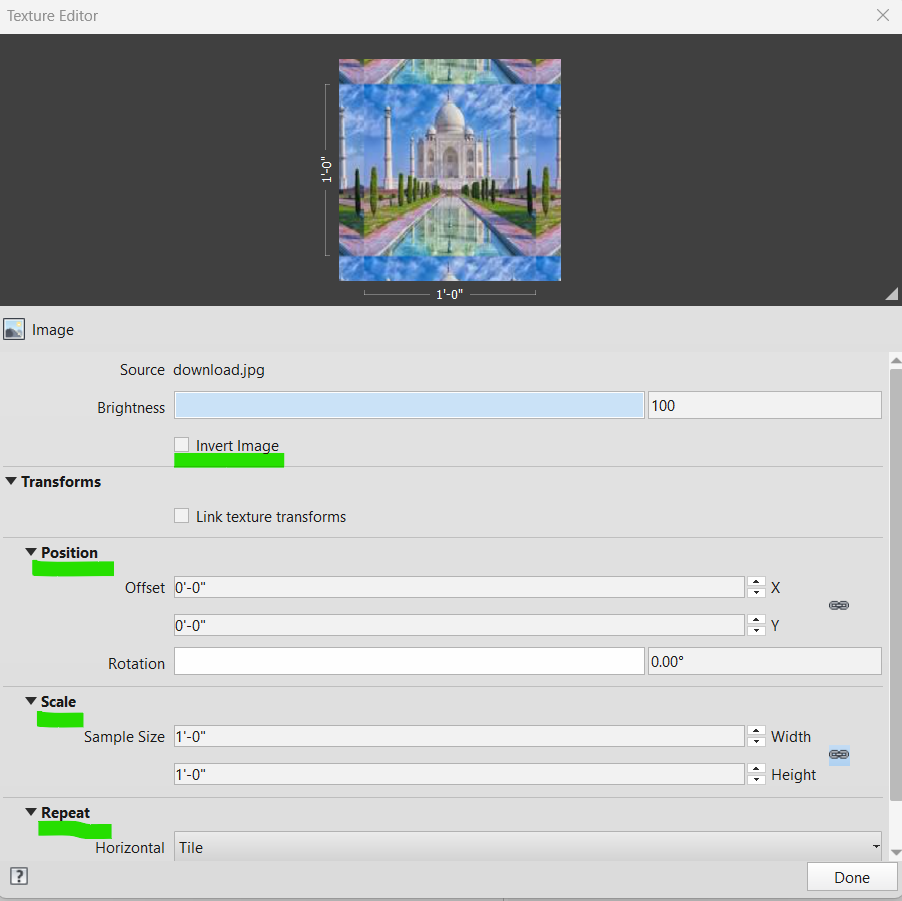 Texture Editor
1'-0"
1'-0"
Image
Source download.jpg
Brightness 100
Invert Image
Transforms
Link texture transforms
Position
Offset 0'-0" X
0'-0" Y
Rotation 0.00°
Scale
Sample Size 1'-0" Width
1'-0" Height
Repeat
Horizontal Tile
? Done